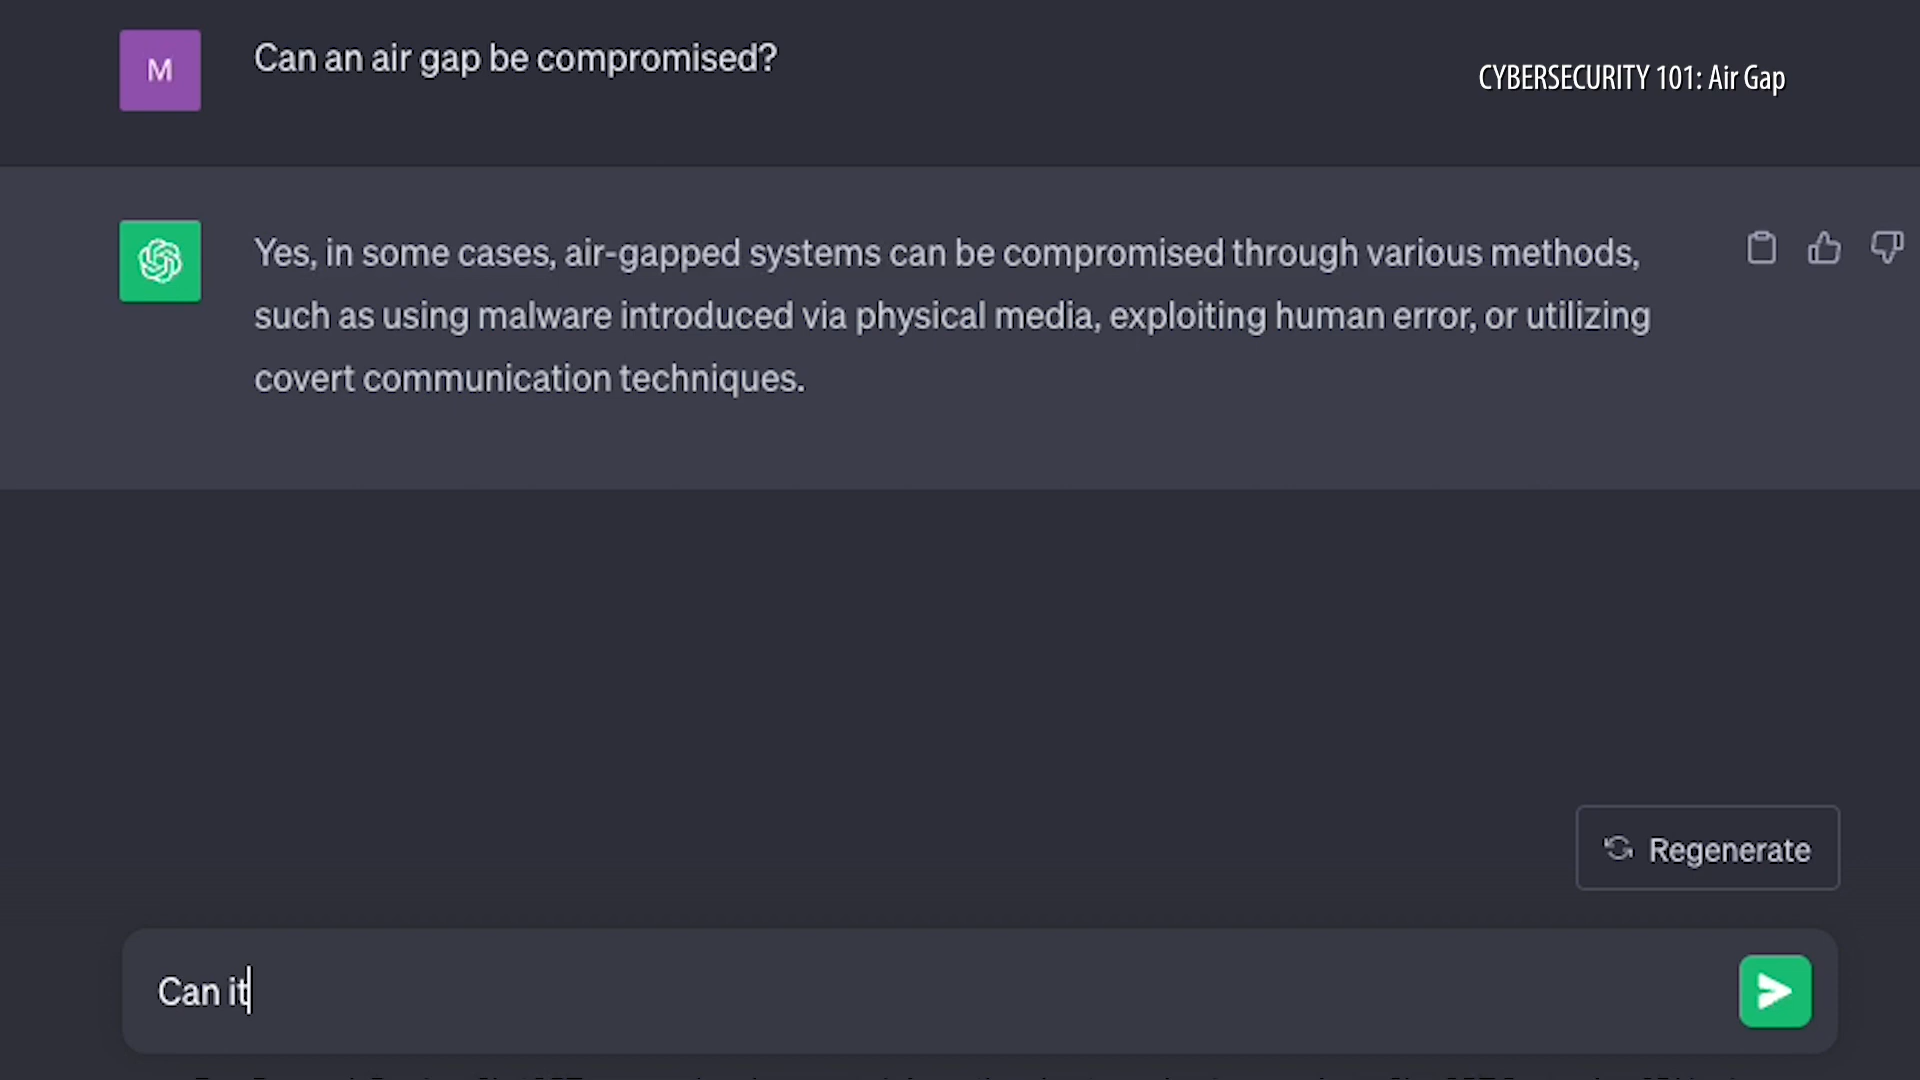 M
Can an air gap be compromised?
CYBERSECURITY 101: Air Gap
Yes, in some cases, air-gapped systems can be compromised through various methods,
such as using malware introduced via physical media, exploiting human error, or utilizing
covert communication techniques.
Regenerate
Can it